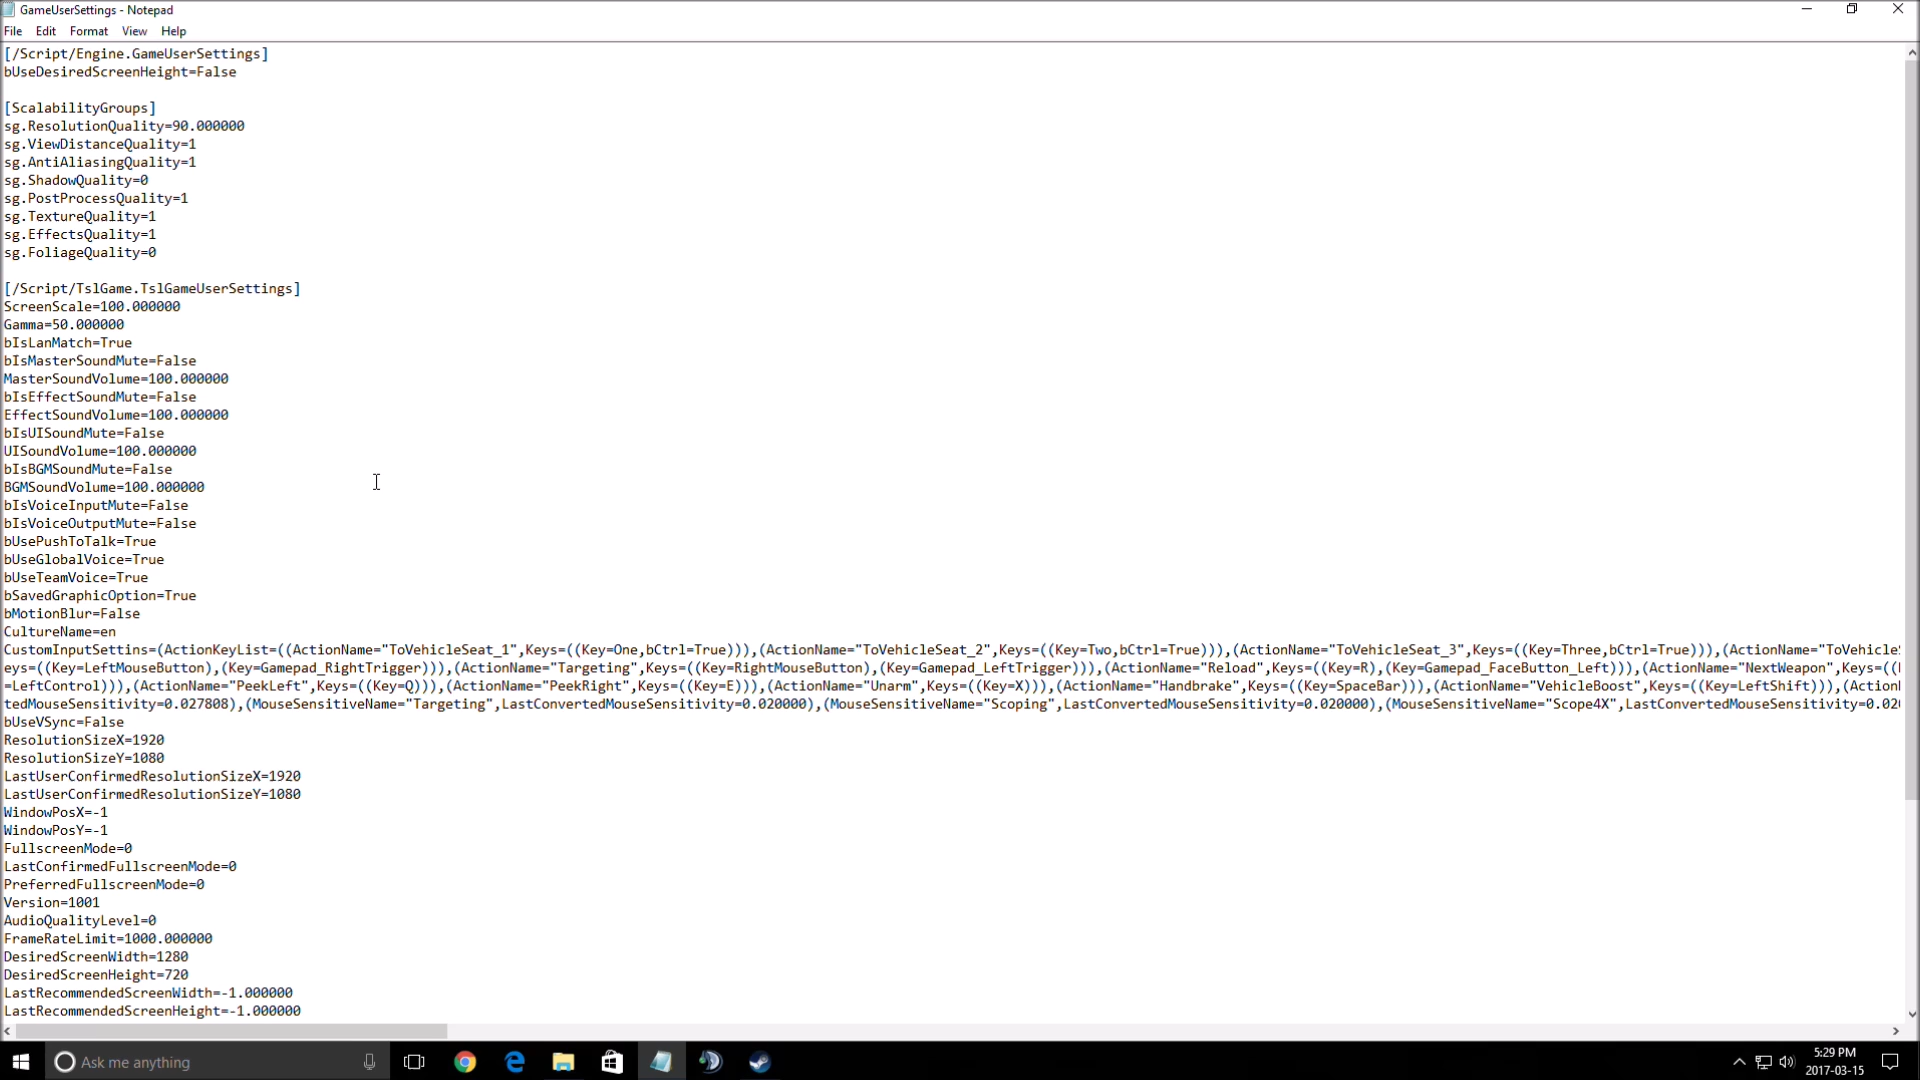 GameUserSettings - Notepad
File Edit Format View Help
[/Script/Engine.GameUserSettings]
bUseDesiredScreenHeight=False
[ScalabilityGroups]
sg.ResolutionQuality=90.000000
sg.ViewDistanceQuality=1
sg.AntiAliasingQuality=1
sg.ShadowQuality=0
sg.PostProcessQuality=1
sg.TextureQuality=1
sg.EffectsQuality=1
sg.FoliageQuality=0
[/Script/TslGame.TslGameUserSettings]
ScreenScale=100.000000
Gamma=50.000000
bIsLanMatch=True
bIsMasterSoundMute=False
MasterSoundVolume=100.000000
bIsEffectSoundMute=False
EffectSoundVolume=100.000000
bIsUISoundMute=False
UISoundVolume=100.000000
bIsBGMSoundMute=False
BGMSoundVolume=100.000000
bIsVoiceInputMute=False
bIsVoiceOutputMute=False
bUsePushToTalk=True
bUseGlobalVoice=True
bUseTeamVoice=True
bSavedGraphicOption=True
bMotionBlur=False
CultureName=en
CustomInputSettins=(ActionKeyList=((ActionName="ToVehicleSeat_1",Keys=((Key=One,bCtrl=True))),(ActionName="ToVehicleSeat_2",Keys=((Key=Two,bCtrl=True))),(ActionName="ToVehicleSeat_3",Keys=((Key=Three,bCtrl=True))),(ActionName="ToVehicleS
eys=((Key=LeftMouseButton),(Key=Gamepad_RightTrigger))),(ActionName="Targeting",Keys=((Key=RightMouseButton),(Key=Gamepad_LeftTrigger))),(ActionName="Reload",Keys=((Key=R),(Key=Gamepad_FaceButton_Left))),(ActionName="NextWeapon",Keys=((
=LeftControl))),(ActionName="PeekLeft",Keys=((Key=Q))),(ActionName="PeekRight",Keys=((Key=E))),(ActionName="Unarm",Keys=((Key=X))),(ActionName="Handbrake",Keys=((Key=SpaceBar))),(ActionName="VehicleBoost",Keys=((Key=LeftShift))),(Action
tedMouseSensitivity=0.027808),(MouseSensitiveName="Targeting",LastConvertedMouseSensitivity=0.020000),(MouseSensitiveName="Scoping",LastConvertedMouseSensitivity=0.020000),(MouseSensitiveName="Scope4X",LastConvertedMouseSensitivity=0.02
bUseVSync=False
ResolutionSizeX=1920
ResolutionSizeY=1080
LastUserConfirmedResolutionSizeX=1920
LastUserConfirmedResolutionSizeY=1080
WindowPosX=-1
WindowPosY=-1
FullscreenMode=0
LastConfirmedFullscreenMode=0
PreferredFullscreenMode=0
Version=1001
AudioQualityLevel=0
FrameRateLimit=1000.000000
DesiredScreenWidth=1280
DesiredScreenHeight=720
LastRecommendedScreenWidth=-1.000000
LastRecommendedScreenHeight=-1.000000
Ask me anything
5:29 PM
2017-03-15